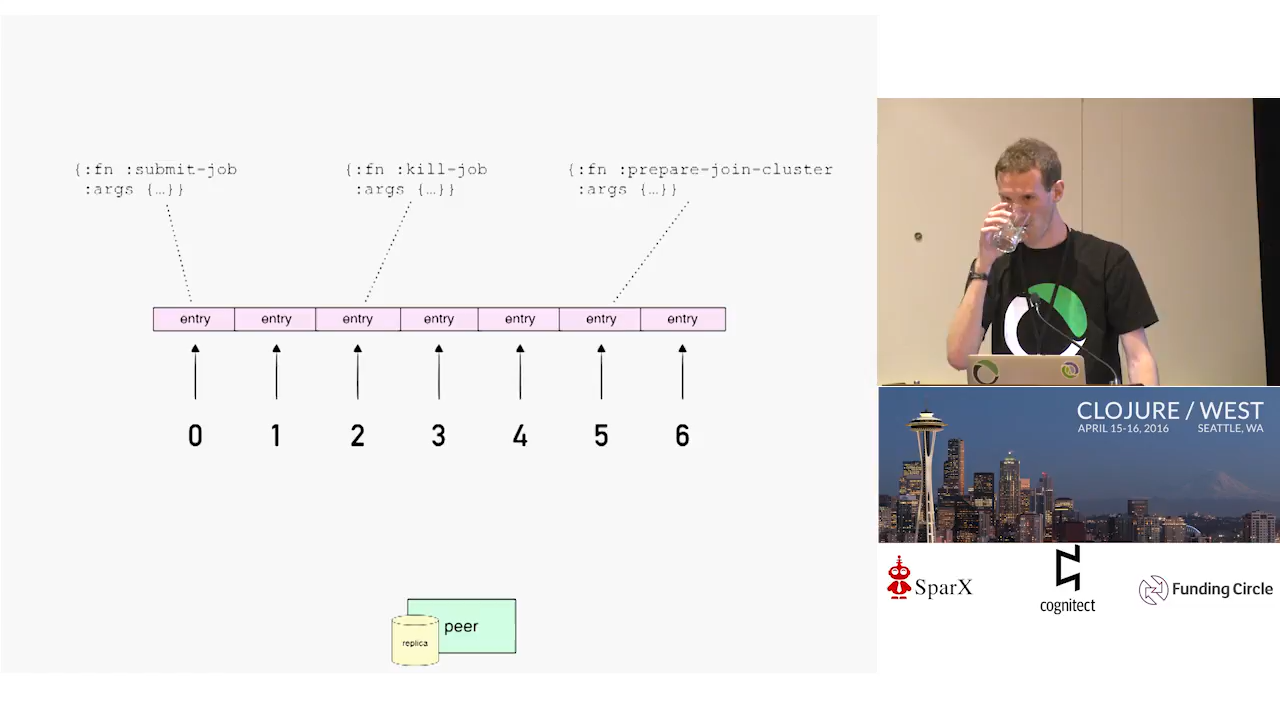 {:fn :submit-job
:args {…}}
{:fn :kill-job
:args {…}}
{:fn :prepare-join-cluster
:args {…}}
entry entry entry entry entry entry entry
0 1 2 3 4 5 6
peer
replica
CLOJURE / WEST
APRIL 15-16, 2016 SEATTLE, WA
SparX
cognitect
Funding Circle